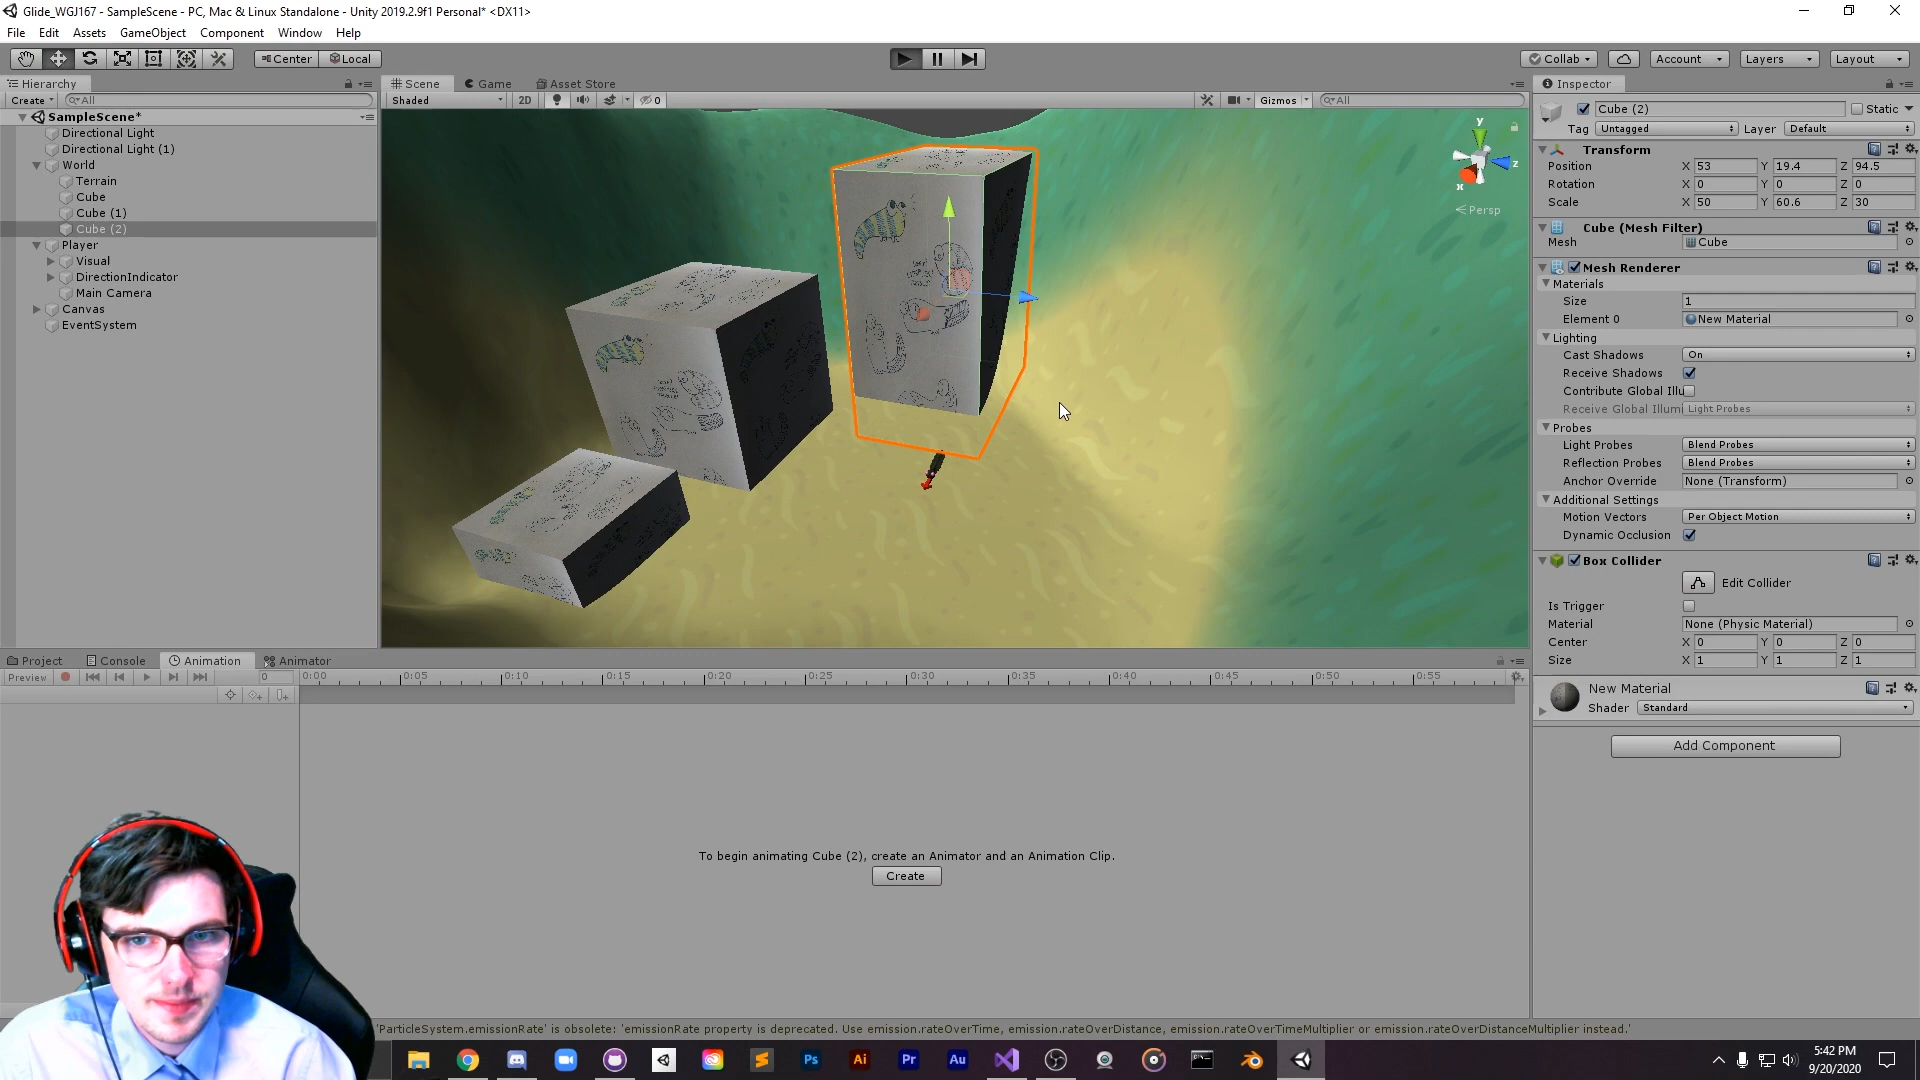 Glide_WGJ167 - SampleScene - PC, Mac & Linux Standalone - Unity 2019.2.9f1 Personal* <DX11>
File Edit Assets GameObject Component Window Help
Center Local Collab Account Layers Layout
Hierarchy
Create All
SampleScene*
Directional Light
Directional Light (1)
World
Terrain
Cube
Cube (1)
Cube (2)
Player
Visual
DirectionIndicator
Main Camera
Canvas
EventSystem
Scene Game Asset Store
Shaded 2D 0 Gizmos All
y
z
x
Persp
Inspector
Cube (2) Static
Tag Untagged Layer Default
Transform
Position X 53 Y 19.4 Z 94.5
Rotation X 0 Y 0 Z 0
Scale X 50 Y 60.6 Z 30
Cube (Mesh Filter)
Mesh Cube
Mesh Renderer
Materials
Size 1
Element 0 New Material
Lighting
Cast Shadows On
Receive Shadows
Contribute Global Illu
Receive Global Illumi Light Probes
Probes
Light Probes Blend Probes
Reflection Probes Blend Probes
Anchor Override None (Transform)
Additional Settings
Motion Vectors Per Object Motion
Dynamic Occlusion
Box Collider
Edit Collider
Is Trigger
Material None (Physic Material)
Center X 0 Y 0 Z 0
Size X 1 Y 1 Z 1
New Material
Shader Standard
Add Component
Project Console Animation Animator
Preview 0 0:00 0:05 0:10 0:15 0:20 0:25 0:30 0:35 0:40 0:45 0:50 0:55
To begin animating Cube (2), create an Animator and an Animation Clip.
Create
'ParticleSystem.emissionRate' is obsolete: 'emissionRate property is deprecated. Use emission.rateOverTime, emission.rateOverDistance, emission.rateOverTimeMultiplier or emission.rateOverDistanceMultiplier instead.'
Ps Ai Pr Au
5:42 PM
9/20/2020